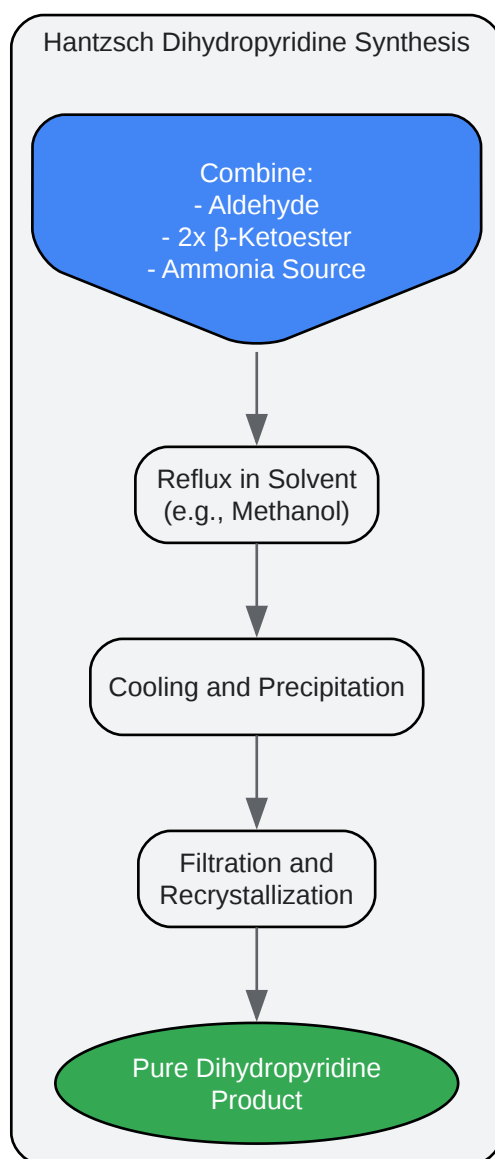 Hantzsch Dihydropyridine Synthesis
Combine:
- Aldehyde
- 2x β-Ketoester
- Ammonia Source
Reflux in Solvent
(e.g., Methanol)
Cooling and Precipitation
Filtration and
Recrystallization
Pure Dihydropyridine
Product